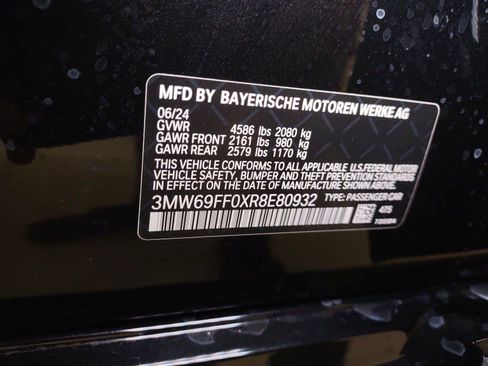 MFD BY BAYERISCHE MOTOREN WERKE AG
06/24
GVWR 4586 lbs 2080 kg
GAWR FRONT 2161 lbs 980 kg
GAWR REAR 2579 lbs 1170 kg
THIS VEHICLE CONFORMS TO ALL APPLICABLE U.S. FEDERAL MOTOR
VEHICLE SAFETY, BUMPER AND THEFT PREVENTION STANDARDS
IN EFFECT ON THE DATE OF MANUFACTURE SHOWN ABOVE.
3MW69FF0XR8E80932 TYPE: PASSENGER CAR
475